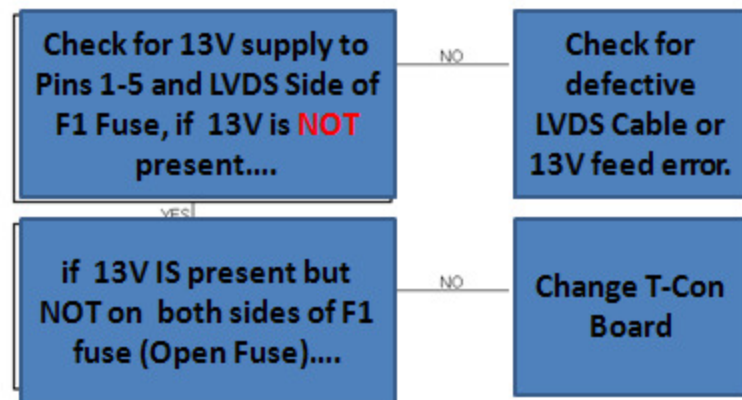 Check for 13V supply to
Pins 1-5 and LVDS Side of
F1 Fuse, if 13V is NOT
present....
NO
Check for
defective
LVDS Cable or
13V feed error.
YES
if 13V IS present but
NOT on both sides of F1
fuse (Open Fuse)....
NO
Change T-Con
Board